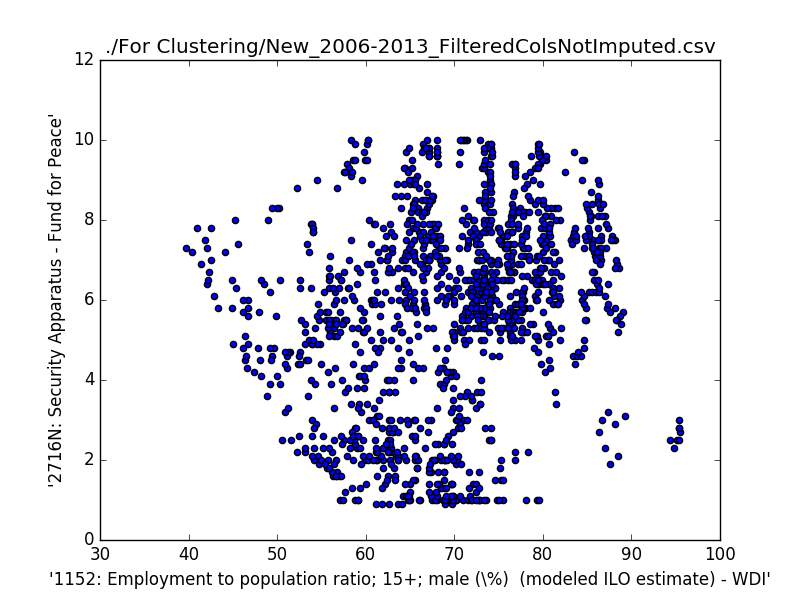 ./For Clustering/New_2006-2013_FilteredColsNotImputed.csv
'2716N: Security Apparatus - Fund for Peace'
12
10
8
6
4
2
0
30 40 50 60 70 80 90 100
'1152: Employment to population ratio; 15+; male (\%)  (modeled ILO estimate) - WDI'